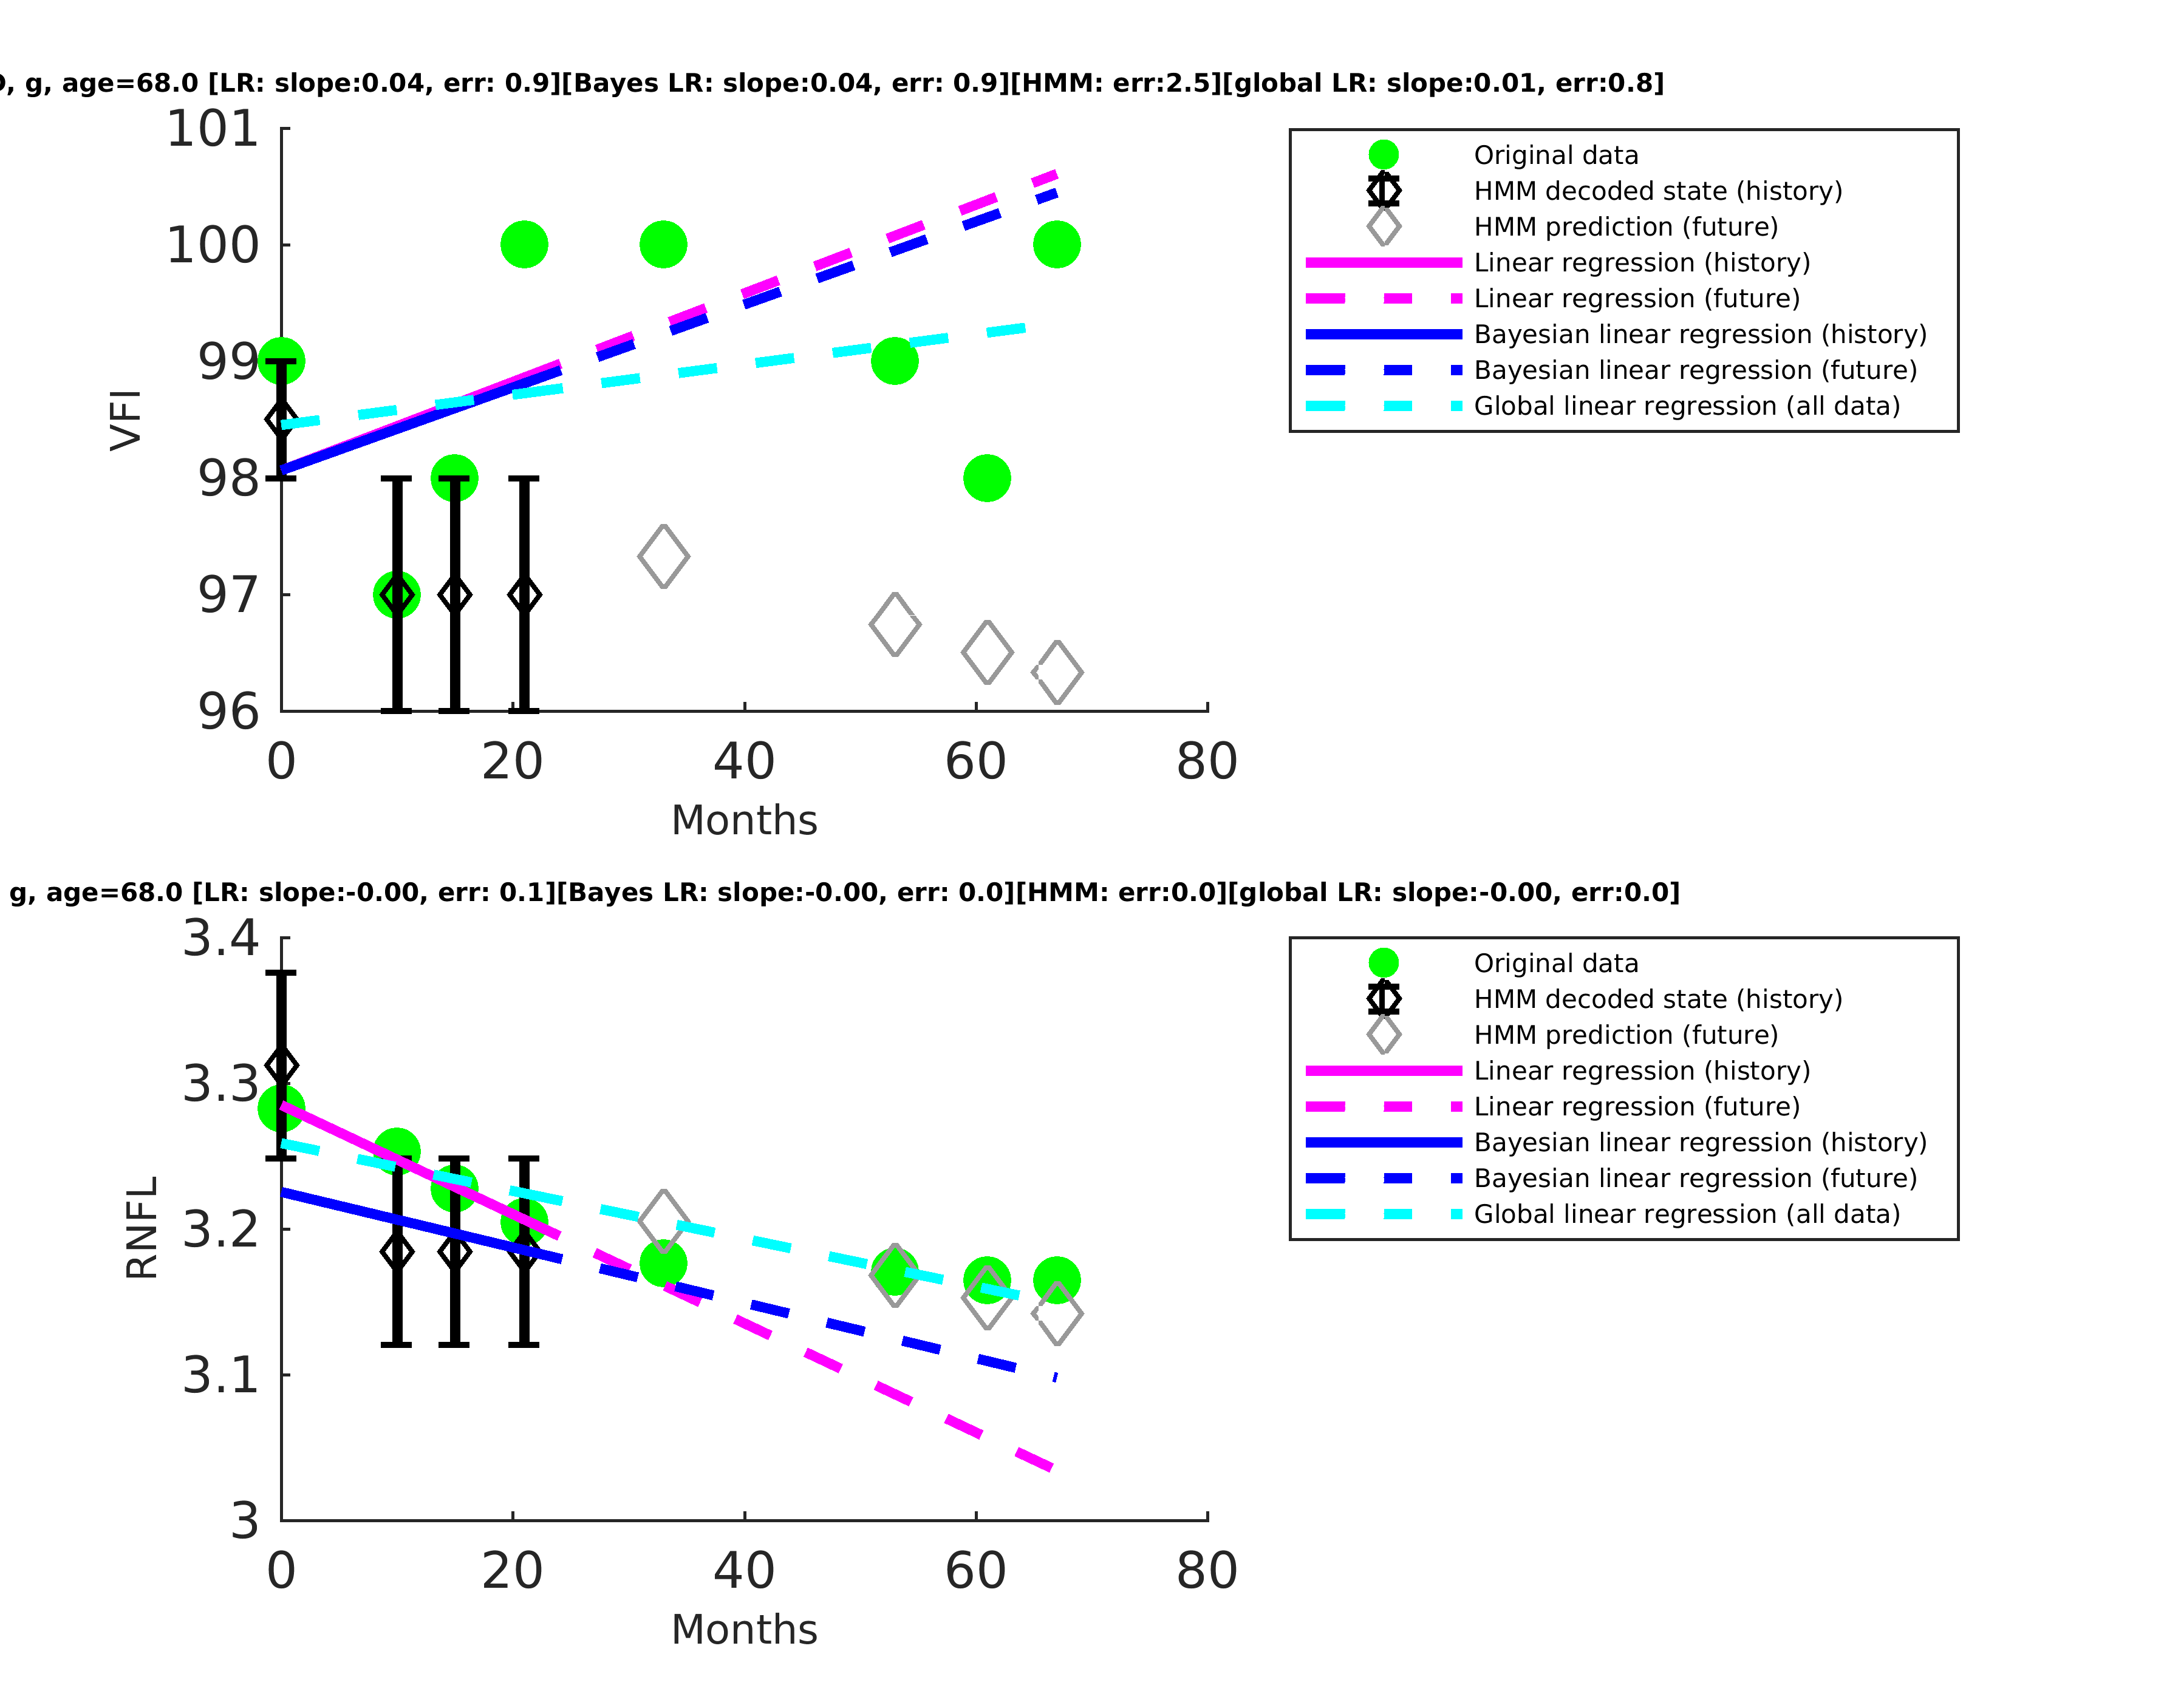 , g, age=68.0 [LR: slope:0.04, err: 0.9][Bayes LR: slope:0.04, err: 0.9][HMM: err:2.5][global LR: slope:0.01, err:0.8]
101
100
99
98
97
96
VFI
0 20 40 60 80
Months
Original data
HMM decoded state (history)
HMM prediction (future)
Linear regression (history)
Linear regression (future)
Bayesian linear regression (history)
Bayesian linear regression (future)
Global linear regression (all data)
g, age=68.0 [LR: slope:-0.00, err: 0.1][Bayes LR: slope:-0.00, err: 0.0][HMM: err:0.0][global LR: slope:-0.00, err:0.0]
3.4
3.3
3.2
3.1
3
RNFL
0 20 40 60 80
Months
Original data
HMM decoded state (history)
HMM prediction (future)
Linear regression (history)
Linear regression (future)
Bayesian linear regression (history)
Bayesian linear regression (future)
Global linear regression (all data)